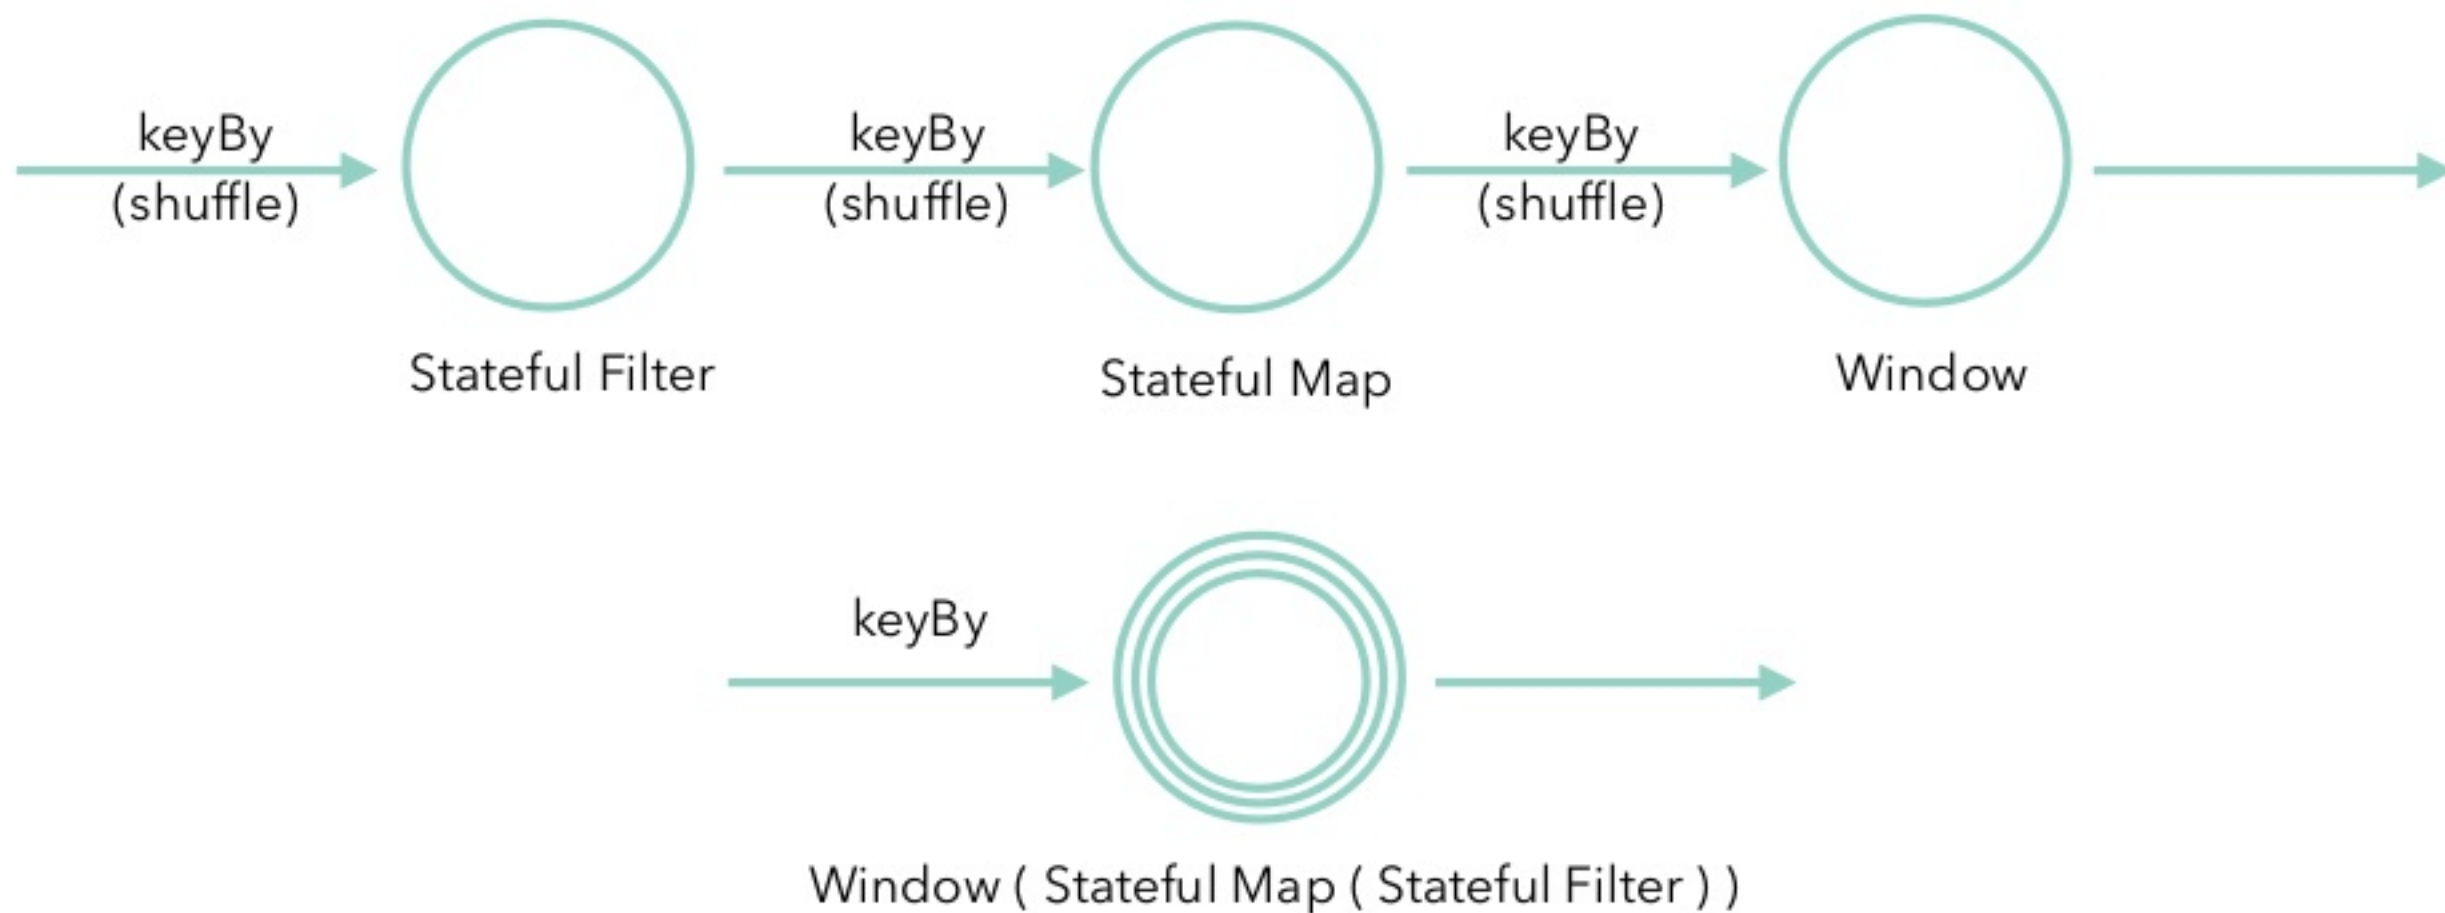 keyBy
(shuffle)
keyBy
(shuffle)
keyBy
(shuffle)
Stateful Filter
Stateful Map
Window
keyBy
Window ( Stateful Map ( Stateful Filter ) )